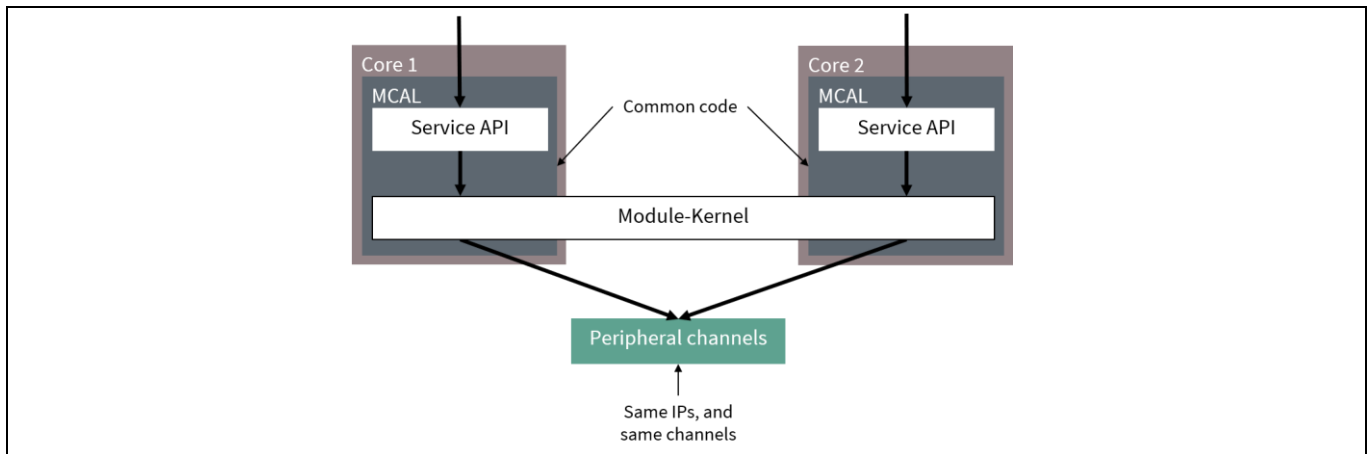 Core 1
Core 2
MCAL
MCAL
Common code
Service API
Service API
Module-Kernel
Peripheral channels
Same IPs, and
same channels